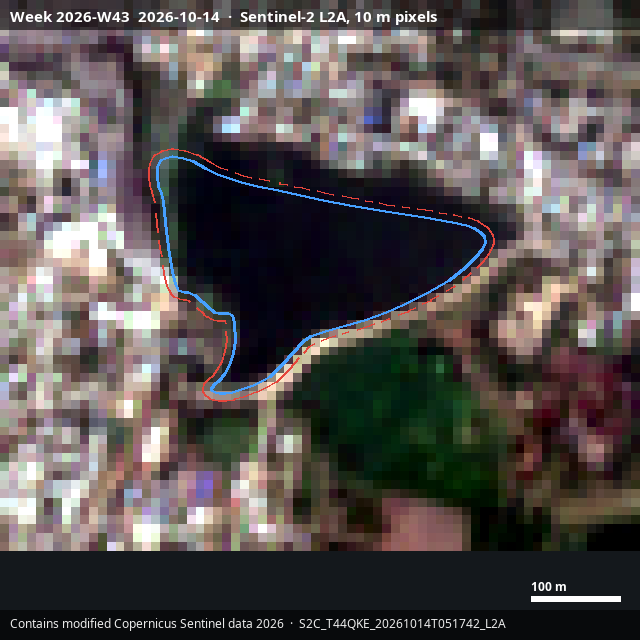 Week 2026-W43  2026-10-14  ·  Sentinel-2 L2A, 10 m pixels
100 m
Contains modified Copernicus Sentinel data 2026  ·  S2C_T44QKE_20261014T051742_L2A